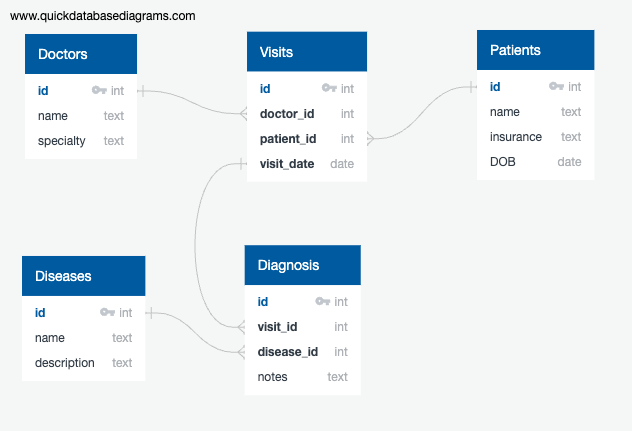 www.quickdatabasediagrams.com
Doctors
id int
name text
specialty text
Visits
id int
doctor_id int
patient_id int
visit_date date
Patients
id int
name text
insurance text
DOB date
Diseases
id int
name text
description text
Diagnosis
id int
visit_id int
disease_id int
notes text